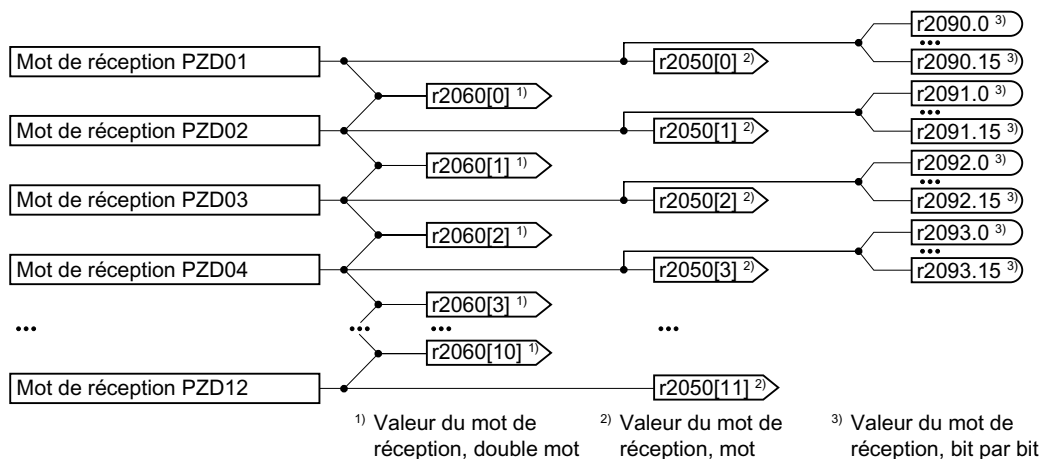 r2090.0 3)
...
Mot de réception PZD01
r2050[0] 2)
r2090.15 3)
r2060[0] 1)
r2091.0 3)
...
Mot de réception PZD02
r2050[1] 2)
r2091.15 3)
r2060[1] 1)
r2092.0 3)
...
Mot de réception PZD03
r2050[2] 2)
r2092.15 3)
r2060[2] 1)
r2093.0 3)
...
Mot de réception PZD04
r2050[3] 2)
r2093.15 3)
r2060[3] 1)
... ... ... ...
r2060[10] 1)
Mot de réception PZD12
r2050[11] 2)
1) Valeur du mot de
réception, double mot
2) Valeur du mot de
réception, mot
3) Valeur du mot de
réception, bit par bit